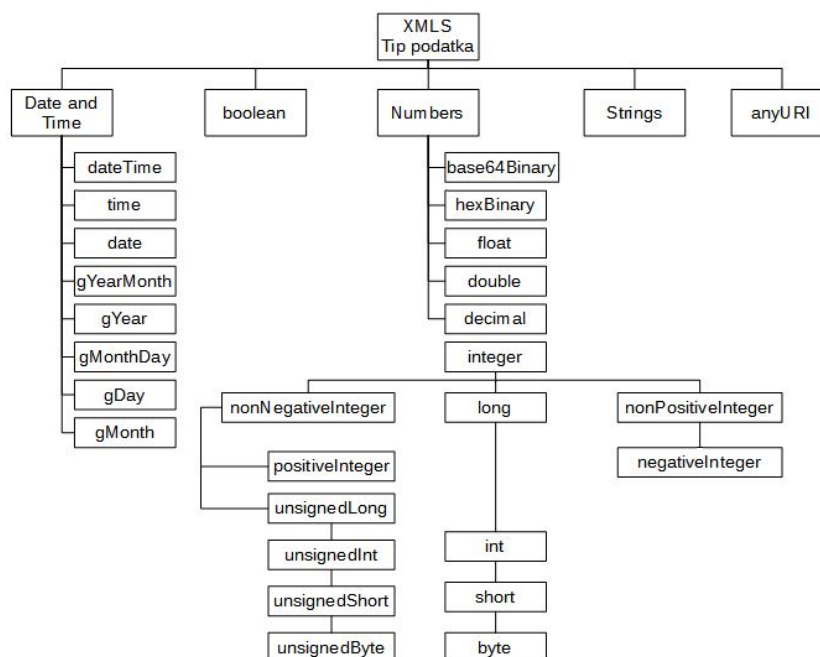 XMLS
Tip podatka
Date and
Time
boolean
Numbers
Strings
anyURI
dateTime
time
date
gYearMonth
gYear
gMonthDay
gDay
gMonth
base64Binary
hexBinary
float
double
decimal
integer
nonNegativeInteger
long
nonPositiveInteger
positiveInteger
negativeInteger
unsignedLong
unsignedInt
int
unsignedShort
short
unsignedByte
byte